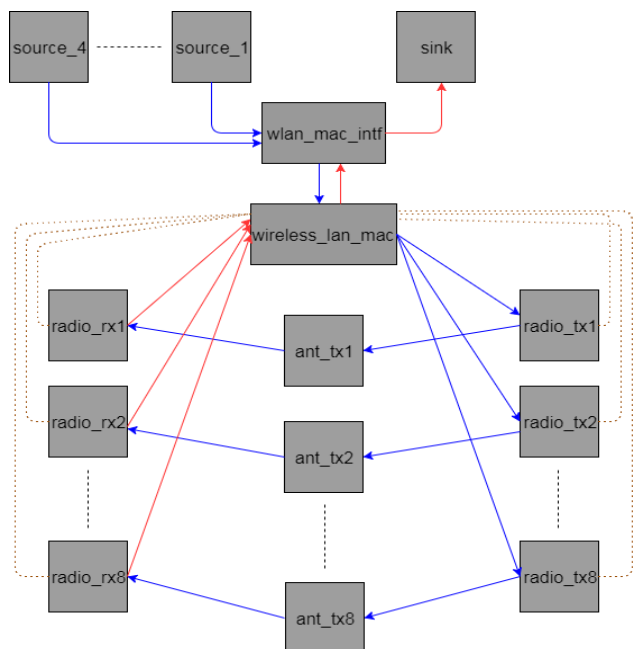 source_4
source_1
sink
wlan_mac_intf
wireless_lan_mac
radio_rx1
ant_tx1
radio_tx1
radio_rx2
ant_tx2
radio_tx2
radio_rx8
ant_tx8
radio_tx8